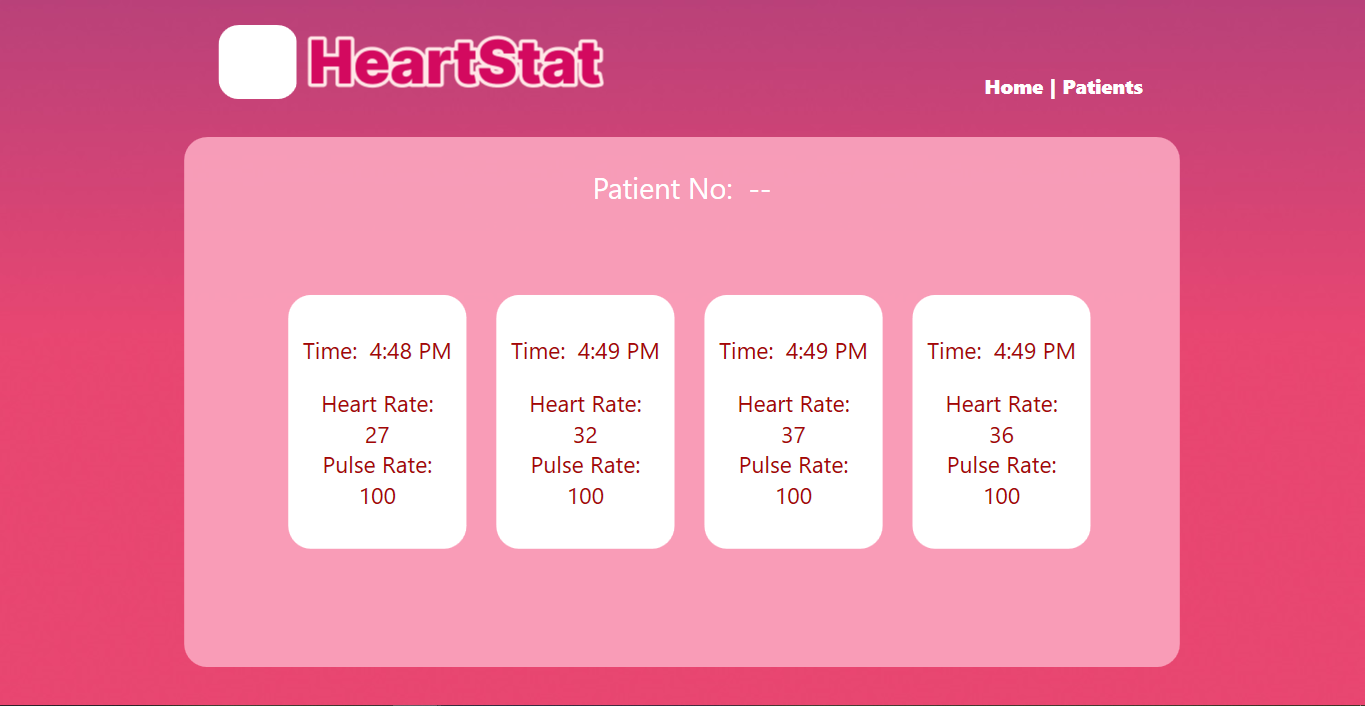 HeartStat
Home | Patients
Patient No: --
Time: 4:48 PM
Heart Rate:
27
Pulse Rate:
100
Time: 4:49 PM
Heart Rate:
32
Pulse Rate:
100
Time: 4:49 PM
Heart Rate:
37
Pulse Rate:
100
Time: 4:49 PM
Heart Rate:
36
Pulse Rate:
100